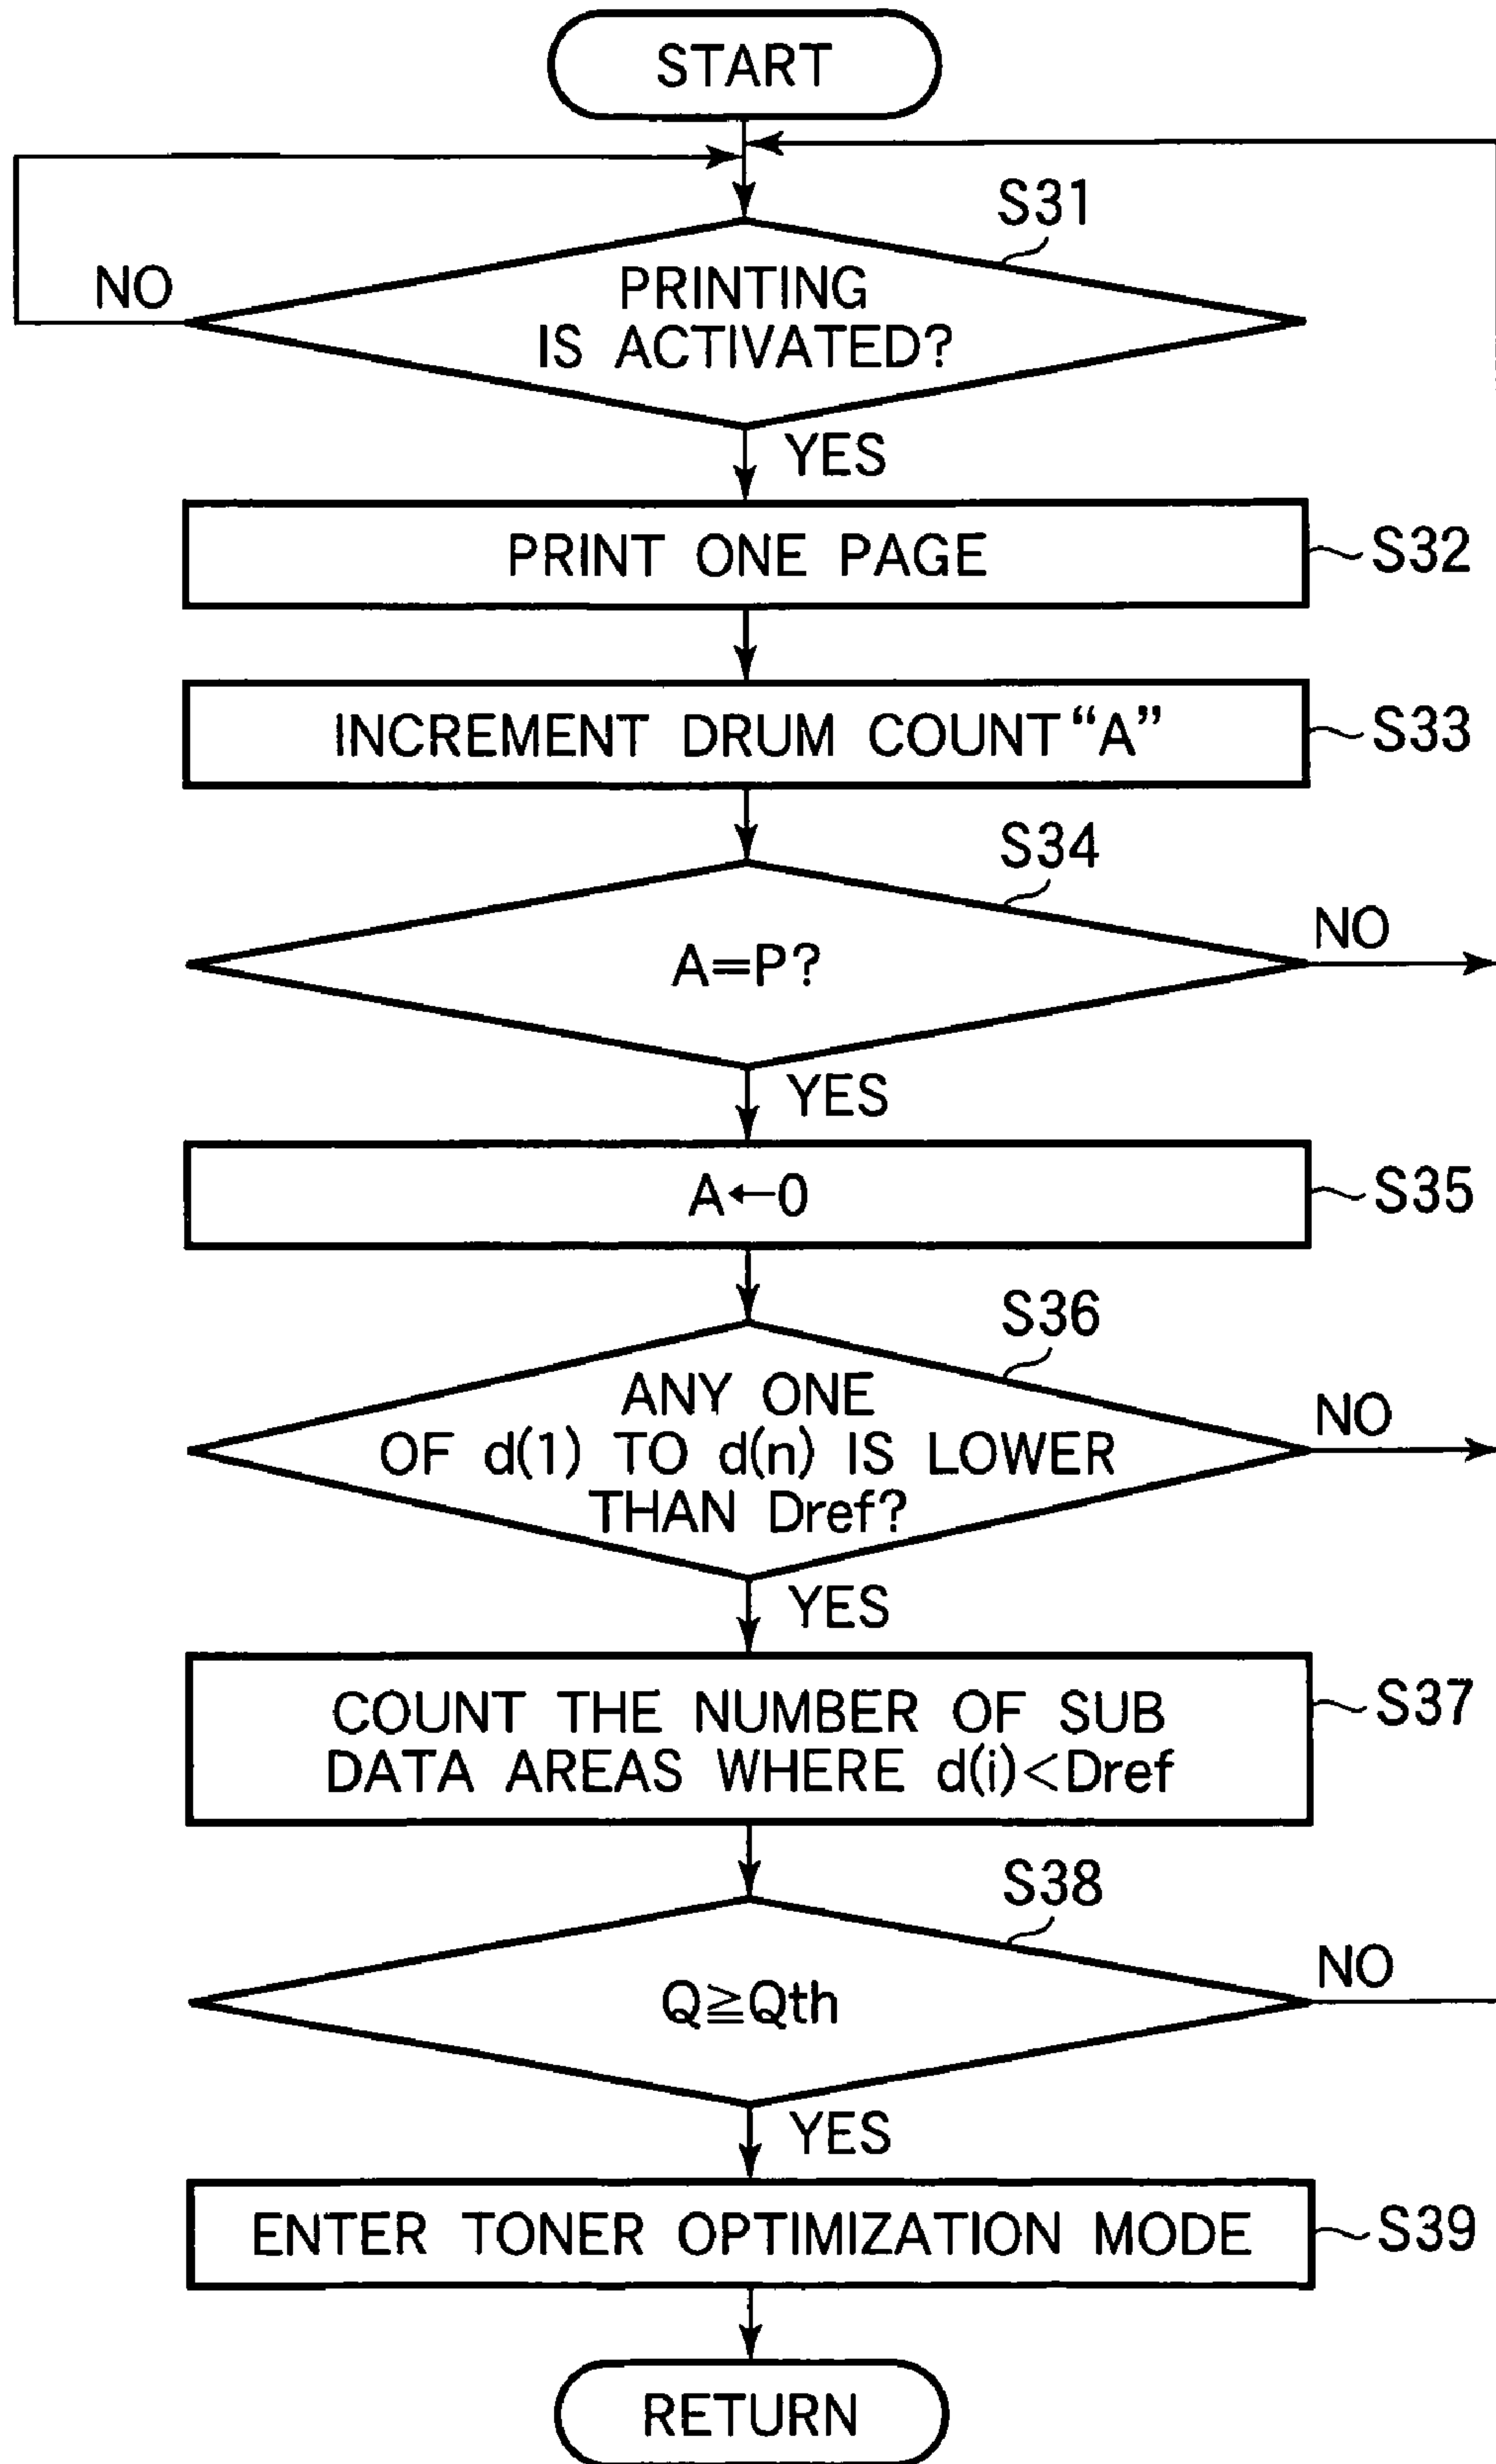 START
S31
NO
PRINTING
IS ACTIVATED?
YES
PRINT ONE PAGE
S32
INCREMENT DRUM COUNT “A”
S33
S34
NO
A=P?
YES
A←0
S35
S36
ANY ONE
NO
OF d(1) TO d(n) IS LOWER
THAN Dref?
YES
COUNT THE NUMBER OF SUB
S37
DATA AREAS WHERE d(i)<Dref
S38
NO
Q≧Qth
YES
ENTER TONER OPTIMIZATION MODE
S39
RETURN